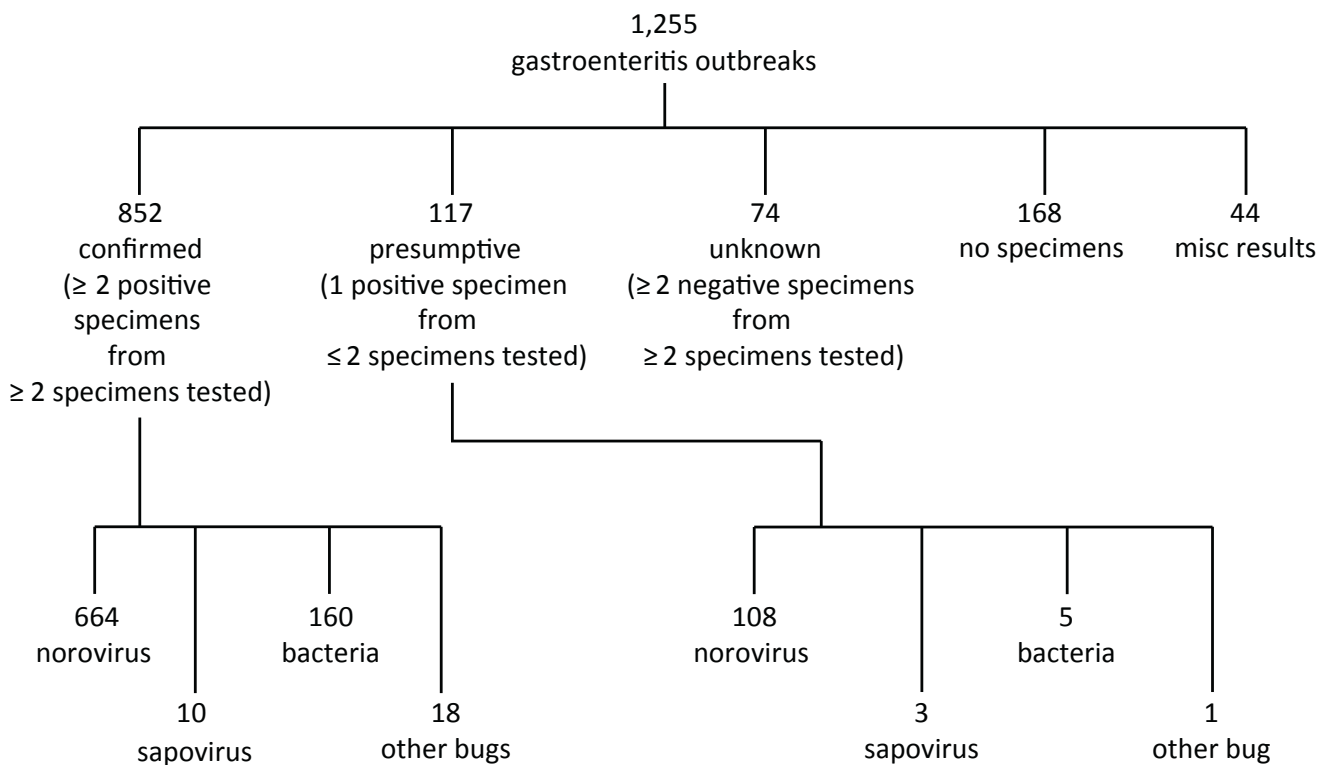 1,255
gastroenteritis outbreaks
852
confirmed
(≥ 2 positive
specimens
from
≥ 2 specimens tested)
117
presumptive
(1 positive specimen
from
≤ 2 specimens tested)
74
unknown
(≥ 2 negative specimens
from
≥ 2 specimens tested)
168
no specimens
44
misc results
664
norovirus
10
sapovirus
160
bacteria
18
other bugs
108
norovirus
3
sapovirus
5
bacteria
1
other bug